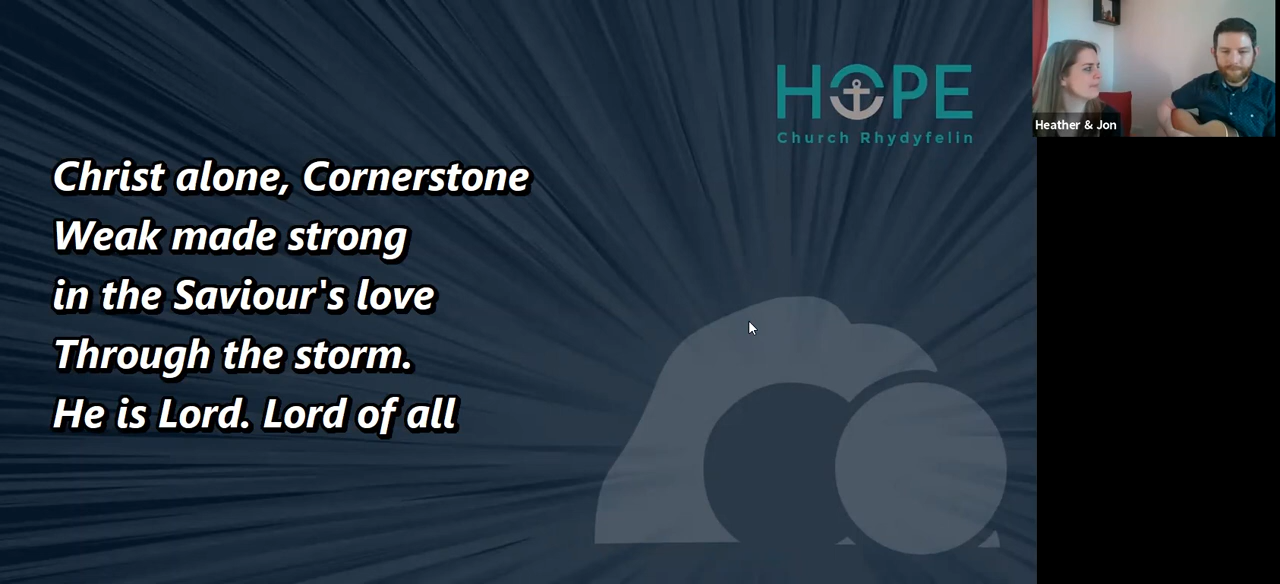 HOPE
Church Rhydyfelin
Christ alone, Cornerstone
Weak made strong
in the Saviour's love
Through the storm.
He is Lord. Lord of all
Heather & Jon